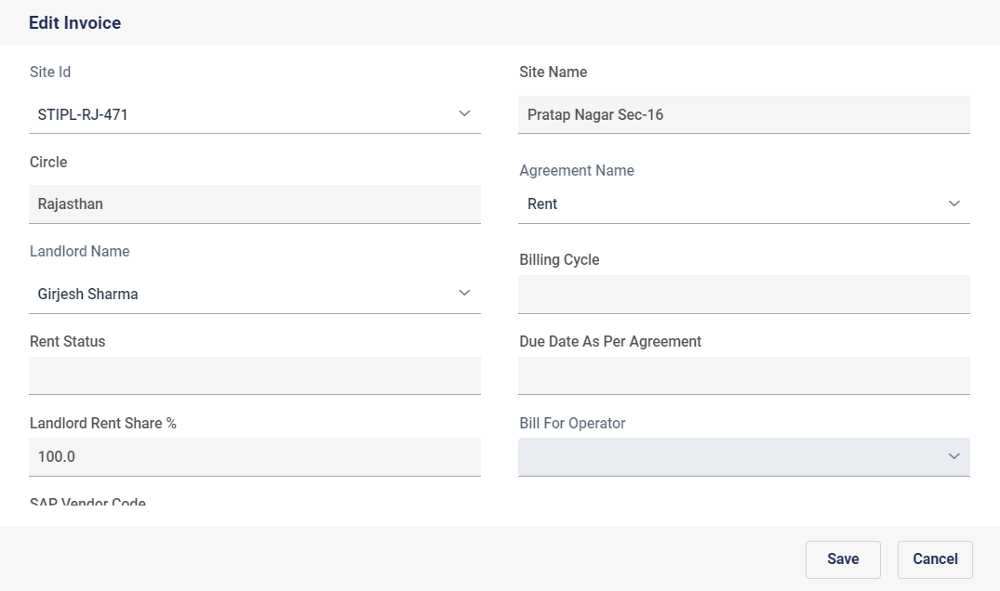 Edit Invoice
Site Id
Site Name
STIPL-RJ-471
Pratap Nagar Sec-16
Circle
Agreement Name
Rajasthan
Rent
Landlord Name
Billing Cycle
Girjesh Sharma
Rent Status
Due Date As Per Agreement
Landlord Rent Share %
Bill For Operator
100.0
SAP Vendor Code
Save
Cancel